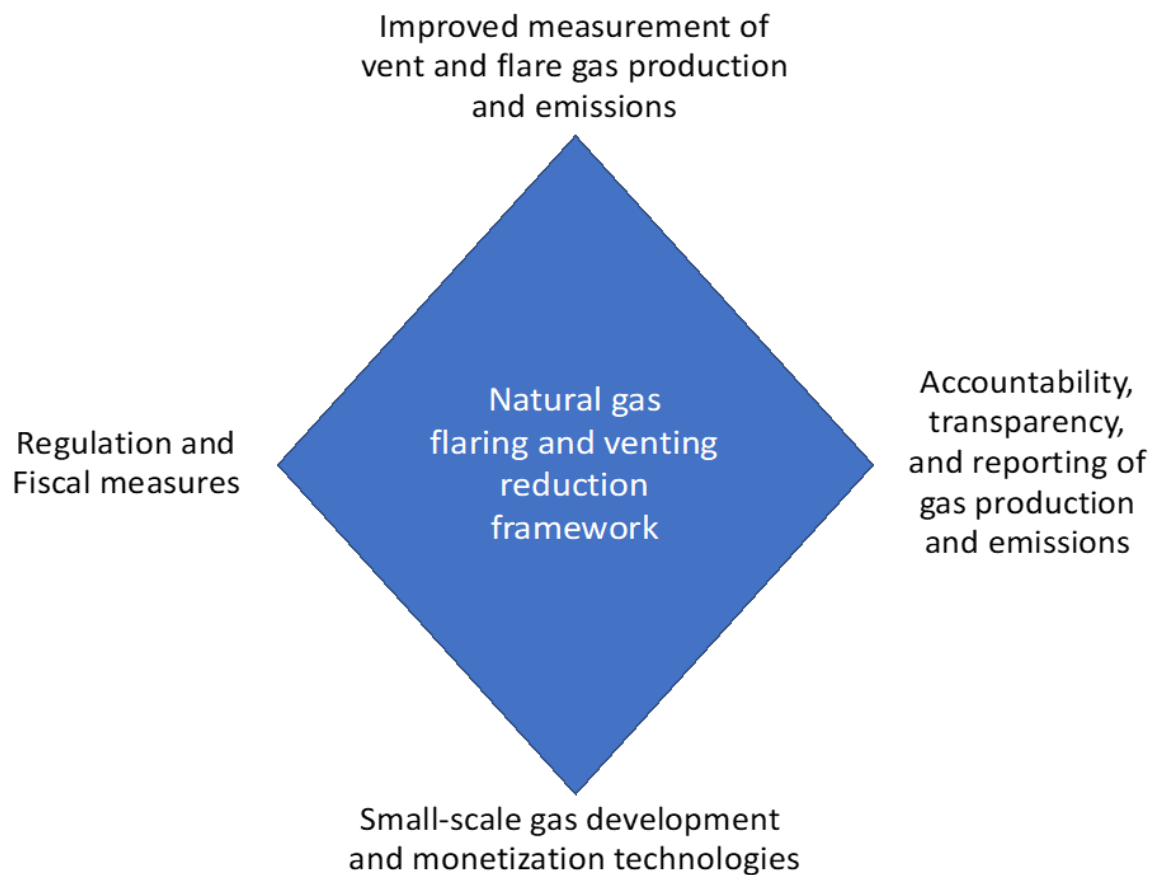 Improved measurement of
vent and flare gas production
and emissions
Regulation and
Fiscal measures
Natural gas
flaring and venting
reduction
framework
Accountability,
transparency,
and reporting of
gas production
and emissions
Small-scale gas development
and monetization technologies